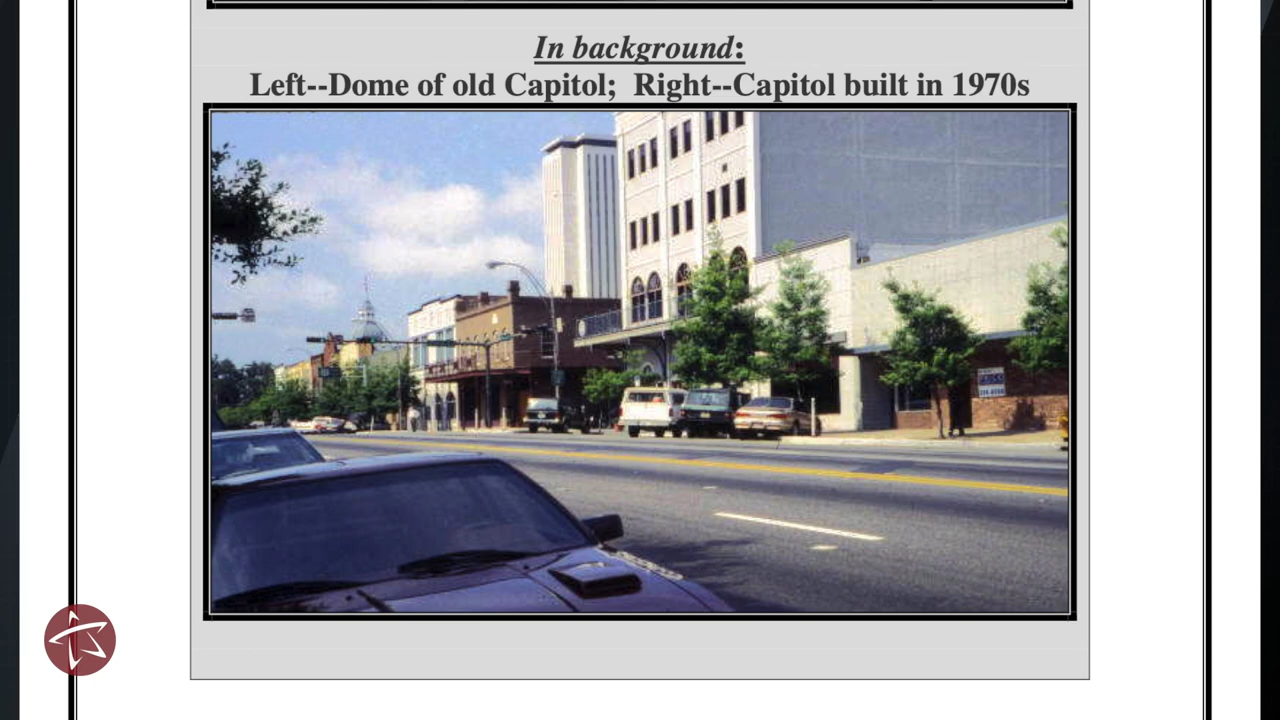 In background:
Left--Dome of old Capitol;  Right--Capitol built in 1970s